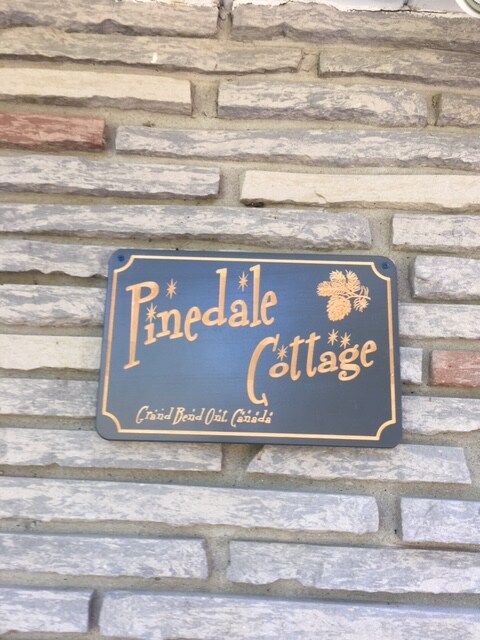 Pinedale
Cottage
Grand Bend Ont. Canada